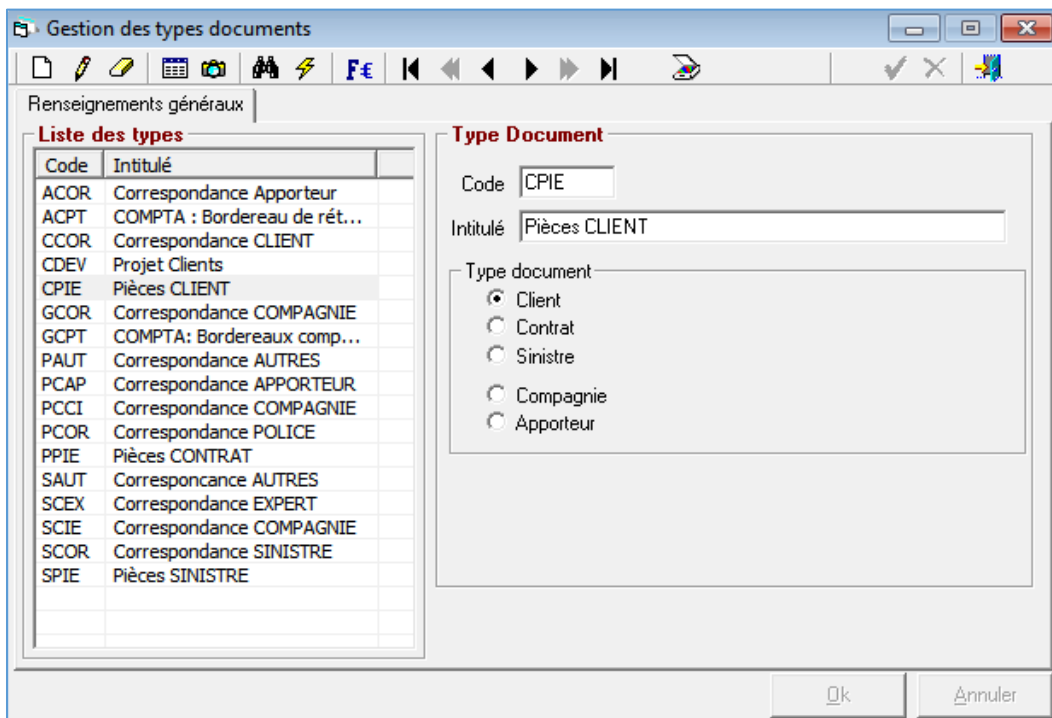 Gestion des types documents
F€
Renseignements généraux
Liste des types
Code Intitulé
ACOR Correspondance Apporteur
ACPT COMPTA : Bordereau de rét...
CCOR Correspondance CLIENT
CDEV Projet Clients
CPIE Pièces CLIENT
GCOR Correspondance COMPAGNIE
GCPT COMPTA: Bordereaux comp...
PAUT Correspondance AUTRES
PCAP Correspondance APPORTEUR
PCCI Correspondance COMPAGNIE
PCOR Correspondance POLICE
PPIE Pièces CONTRAT
SAUT Corresponcance AUTRES
SCEX Correspondance EXPERT
SCIE Correspondance COMPAGNIE
SCOR Correspondance SINISTRE
SPIE Pièces SINISTRE
Type Document
Code CPIE
Intitulé Pièces CLIENT
Type document
Client
Contrat
Sinistre
Compagnie
Apporteur
Ok Annuler